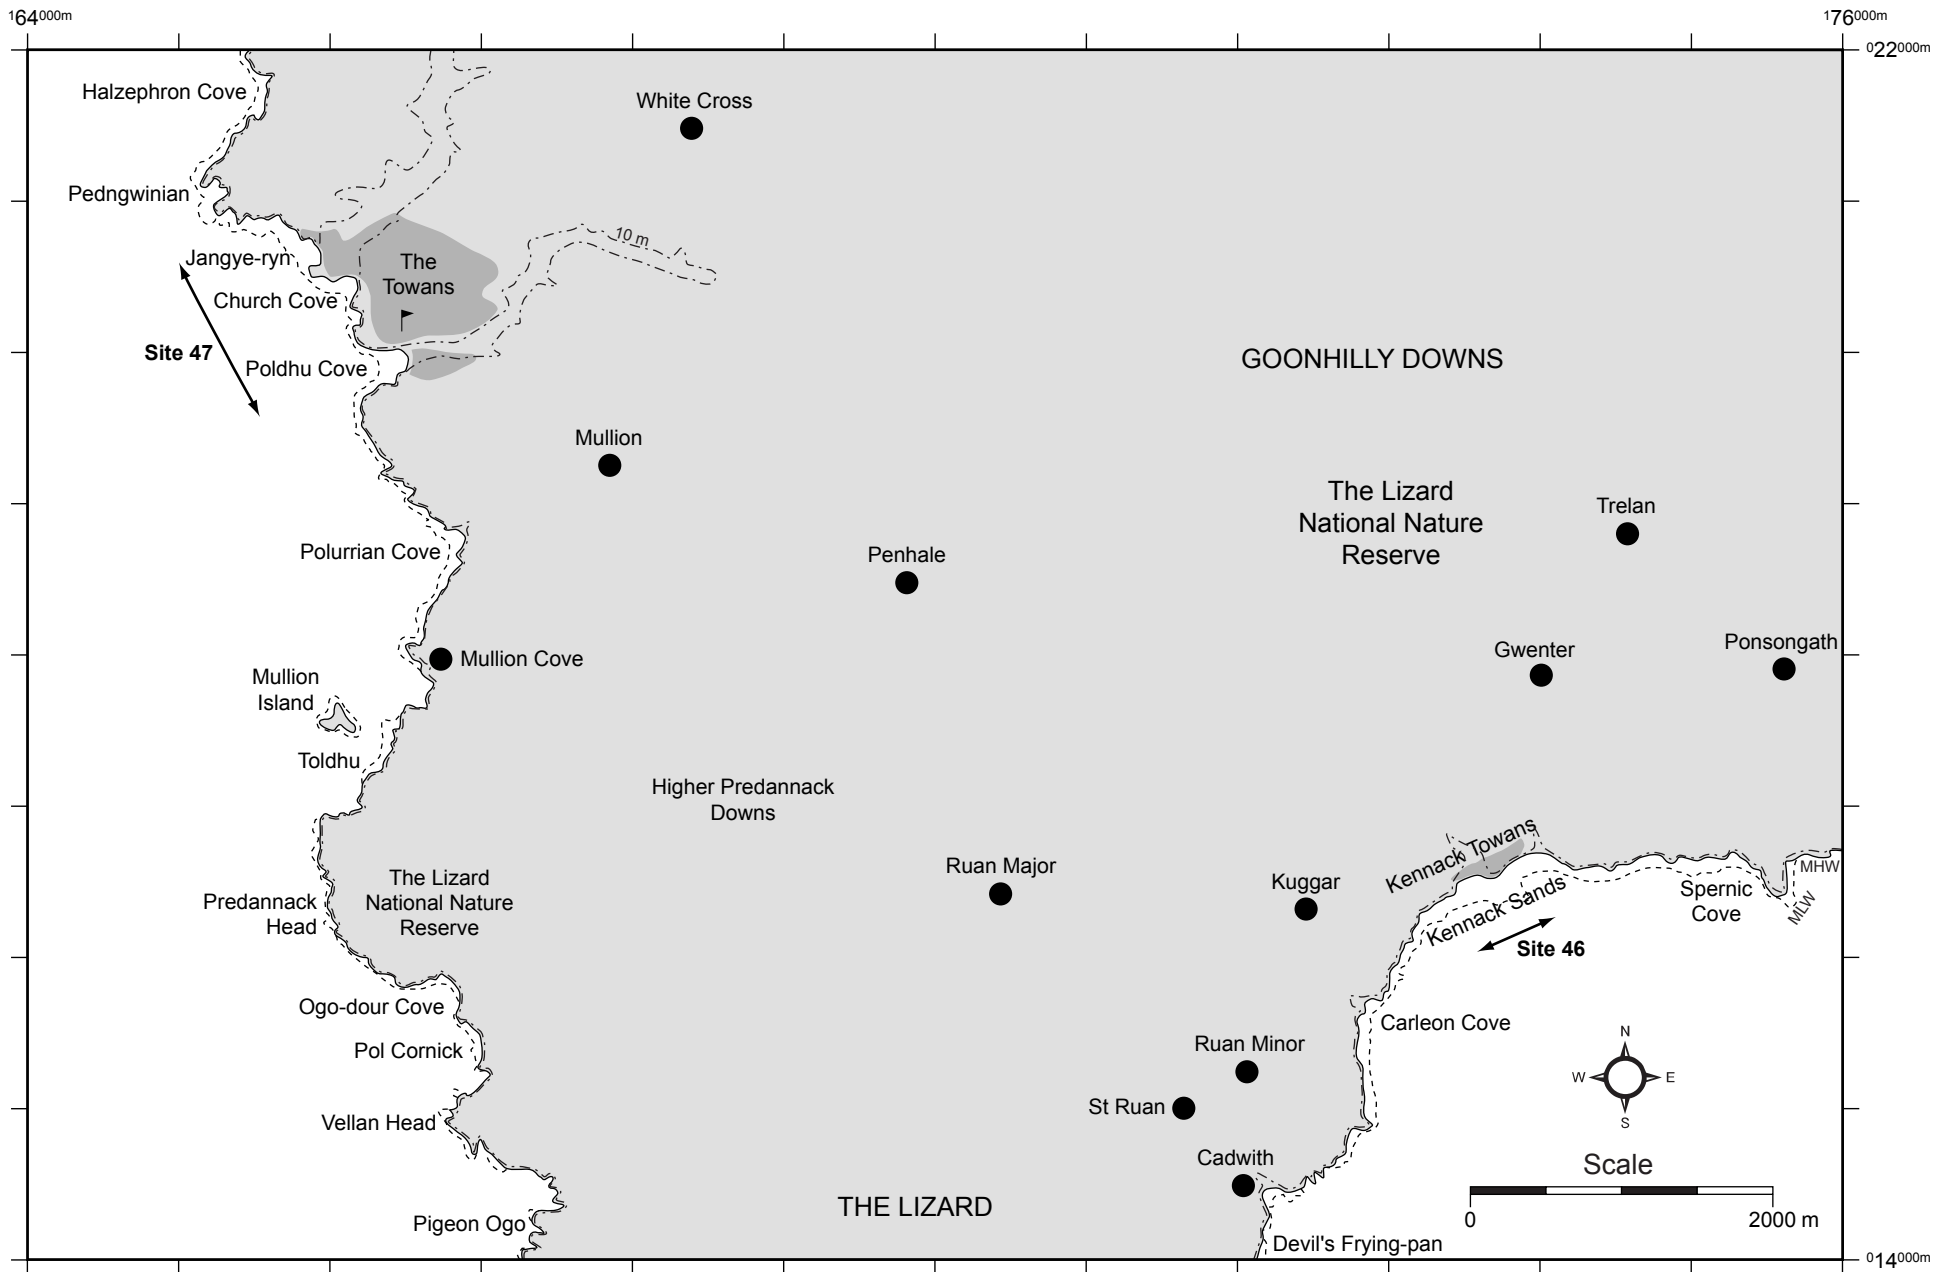 164000m
176000m
022000m
Halzephron Cove
White Cross
Pedngwinian
10 m
Jangye-ryn
The
Towans
Church Cove
Site 47
Poldhu Cove
GOONHILLY DOWNS
Mullion
The Lizard
National Nature
Reserve
Trelan
Polurrian Cove
Penhale
Mullion Cove
Gwenter
Ponsongath
Mullion
Island
Toldhu
Higher Predannack
Downs
Kennack Towans
Ruan Major
Kuggar
The Lizard
National Nature
Reserve
Predannack
Head
Kennack Sands
Spernic
Cove
MHW
MLW
Site 46
Ogo-dour Cove
Carleon Cove
Pol Cornick
Ruan Minor
N
W
E
S
St Ruan
Vellan Head
Cadwith
Scale
0
2000 m
THE LIZARD
Pigeon Ogo
Devil's Frying-pan
014000m